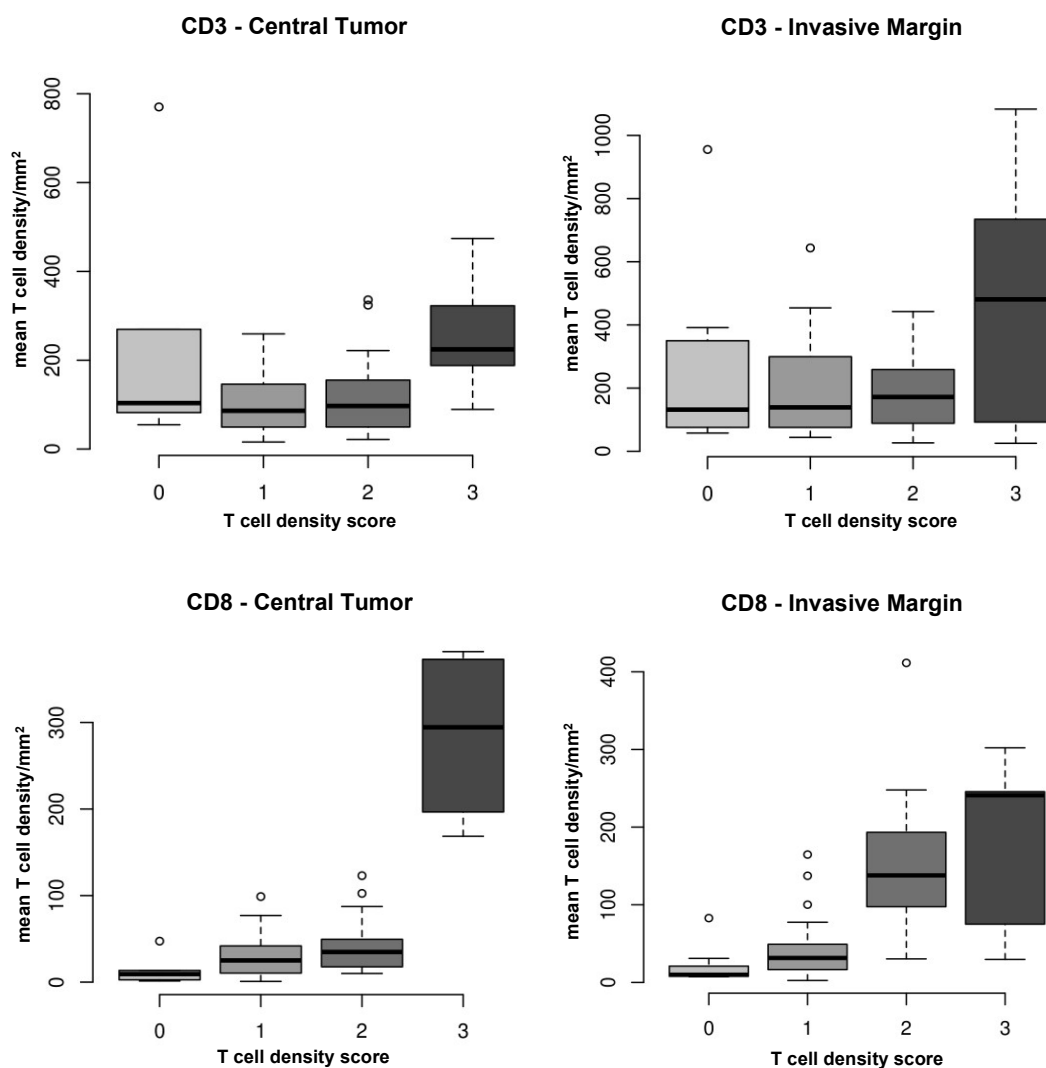 CD3 - Central Tumor
mean T cell density/mm²
800
600
400
200
0
0 1 2 3
T cell density score
CD3 - Invasive Margin
mean T cell density/mm²
1000
800
600
400
200
0
0 1 2 3
T cell density score
CD8 - Central Tumor
mean T cell density/mm²
300
200
100
0
0 1 2 3
T cell density score
CD8 - Invasive Margin
mean T cell density/mm²
400
300
200
100
0
0 1 2 3
T cell density score